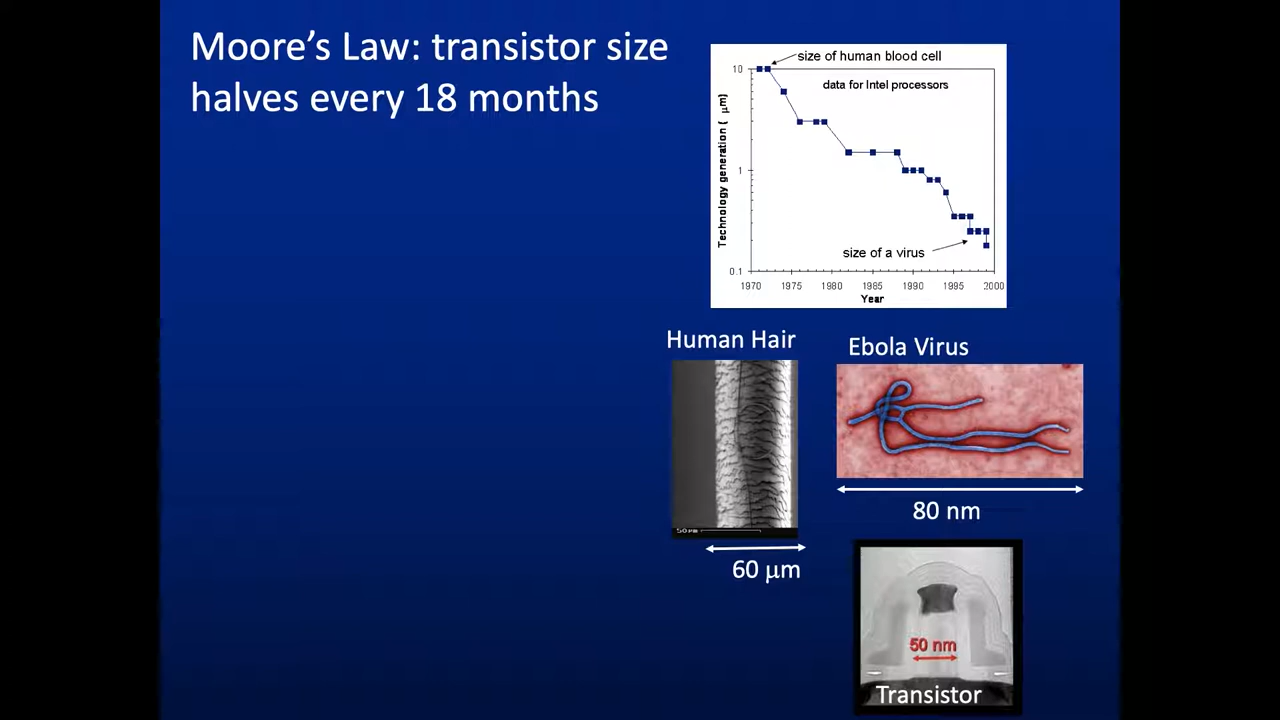 Moore's Law: transistor size
halves every 18 months
size of human blood cell
data for Intel processors
Technology generation ( μm)
10
1
0.1
size of a virus
1970 1975 1980 1985 1990 1995 2000
Year
Human Hair
Ebola Virus
50 μm
80 nm
60 μm
50 nm
Transistor